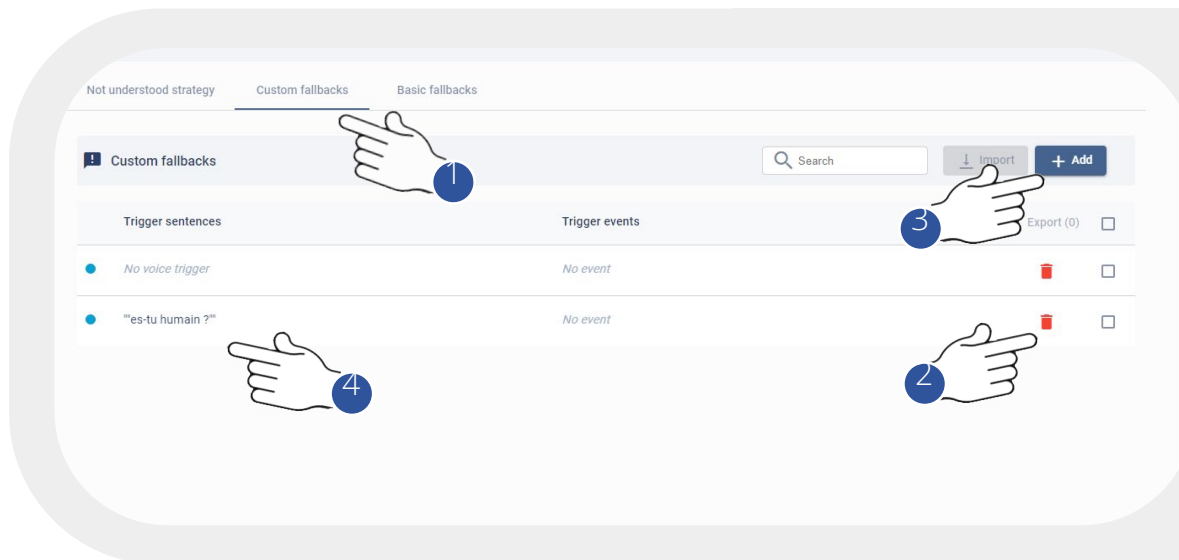 Not understood strategy Custom fallbacks Basic fallbacks
Custom fallbacks Search Import + Add
1
Trigger sentences Trigger events 3 Export (0)
No voice trigger No event
""es-tu humain ?"" No event
4 2